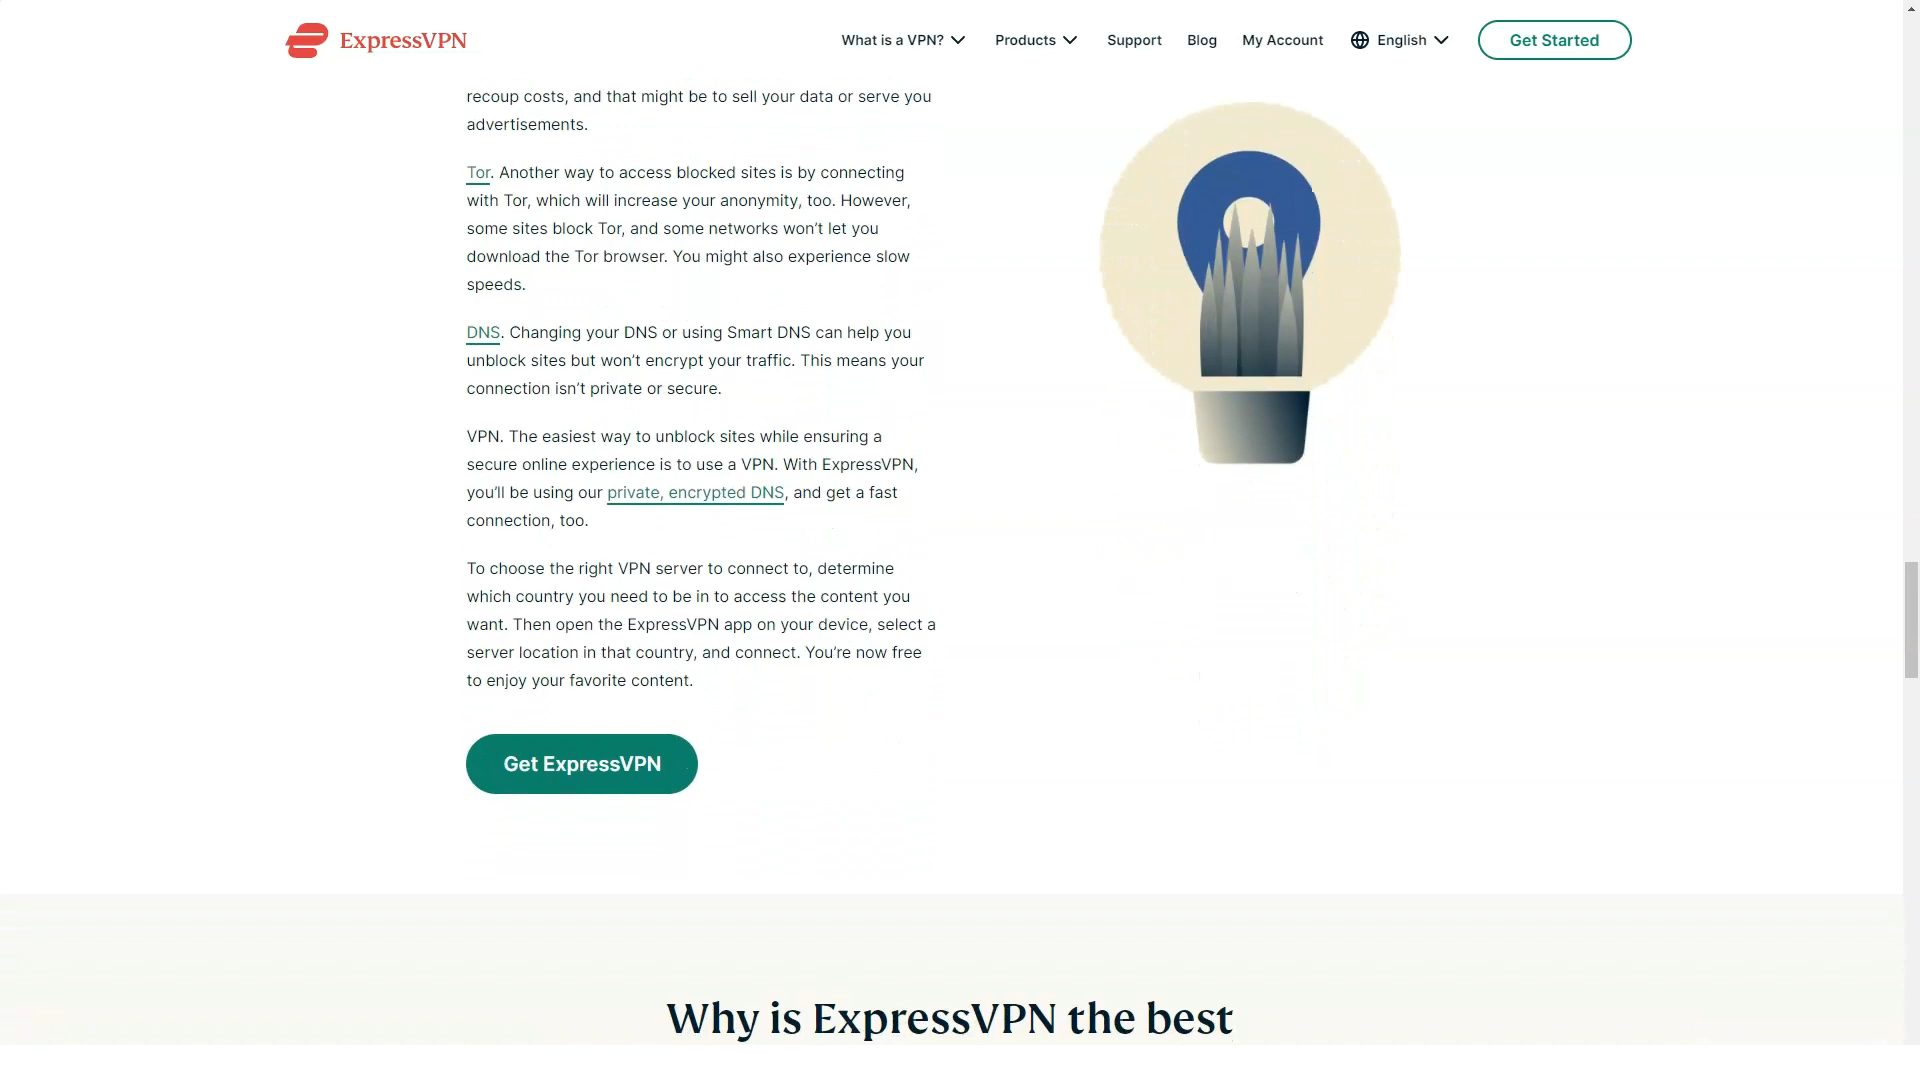 ExpressVPN
What is a VPN?
Products
Support
Blog
My Account
English
Get Started
recoup costs, and that might be to sell your data or serve you
advertisements.
Tor. Another way to access blocked sites is by connecting
with Tor, which will increase your anonymity, too. However,
some sites block Tor, and some networks won’t let you
download the Tor browser. You might also experience slow
speeds.
DNS. Changing your DNS or using Smart DNS can help you
unblock sites but won’t encrypt your traffic. This means your
connection isn’t private or secure.
VPN. The easiest way to unblock sites while ensuring a
secure online experience is to use a VPN. With ExpressVPN,
you’ll be using our private, encrypted DNS, and get a fast
connection, too.
To choose the right VPN server to connect to, determine
which country you need to be in to access the content you
want. Then open the ExpressVPN app on your device, select a
server location in that country, and connect. You’re now free
to enjoy your favorite content.
Get ExpressVPN
Why is ExpressVPN the best